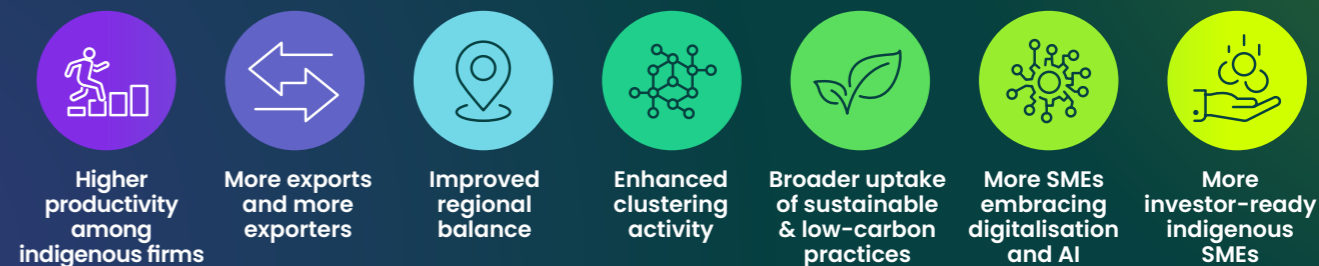 Higher
productivity
among
indigenous firms
More exports
and more
exporters
Improved
regional
balance
Enhanced
clustering
activity
Broader uptake
of sustainable
& low-carbon
practices
More SMEs
embracing
digitalisation
and AI
More
investor-ready
indigenous
SMEs